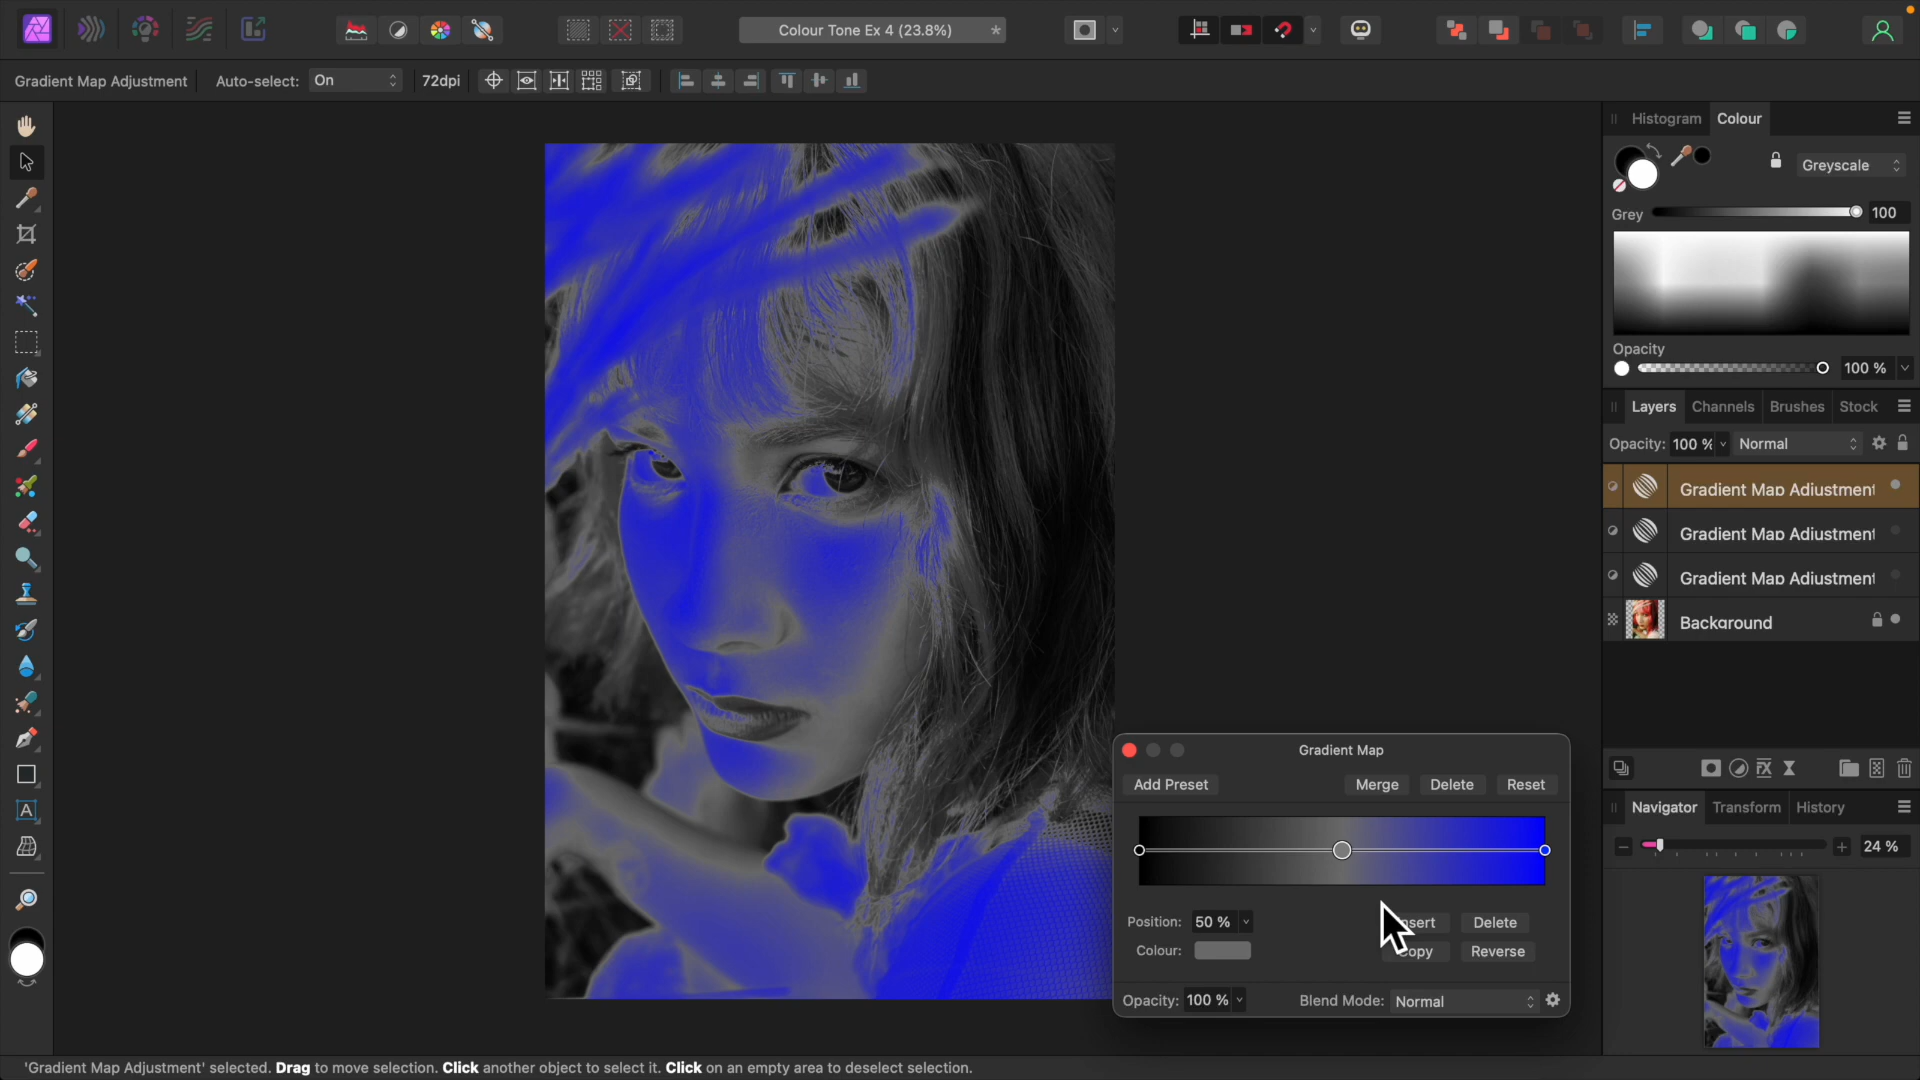 Colour Tone Ex 4 (23.8%) *
Gradient Map Adjustment
Auto-select:
On
72dpi
Histogram
Colour
Greyscale
Grey
100
Opacity
100 %
Layers
Channels
Brushes
Stock
Opacity: 100 %
Normal
Gradient Map Adjustment
Gradient Map Adjustment
Gradient Map Adjustment
Background
Gradient Map
Add Preset
Merge
Delete
Reset
Position: 50 %
Delete
Colour:
Reverse
Opacity: 100 %
Blend Mode: Normal
Navigator
Transform
History
24 %
'Gradient Map Adjustment' selected. Drag to move selection. Click another object to select it. Click on an empty area to deselect selection.